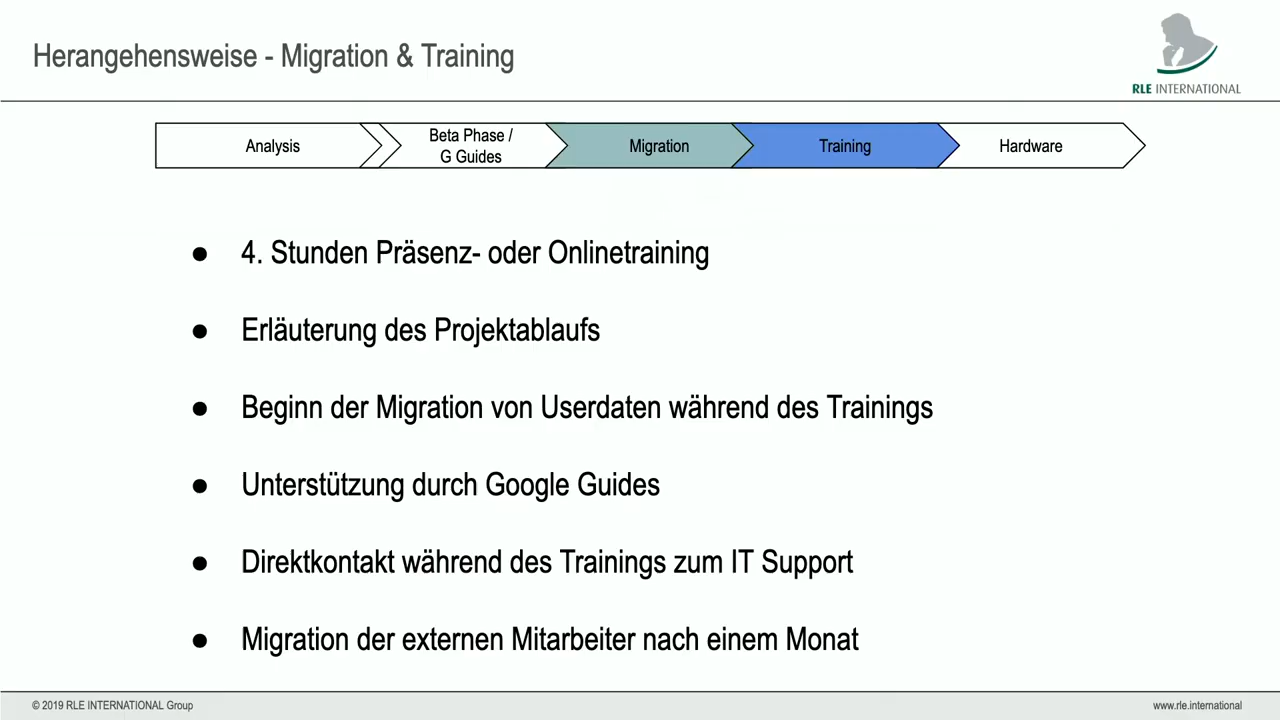 Herangehensweise - Migration & Training
RLE INTERNATIONAL
Analysis
Beta Phase /
G Guides
Migration
Training
Hardware
● 4. Stunden Präsenz- oder Onlinetraining
● Erläuterung des Projektablaufs
● Beginn der Migration von Userdaten während des Trainings
● Unterstützung durch Google Guides
● Direktkontakt während des Trainings zum IT Support
● Migration der externen Mitarbeiter nach einem Monat
© 2019 RLE INTERNATIONAL Group
www.rle.international